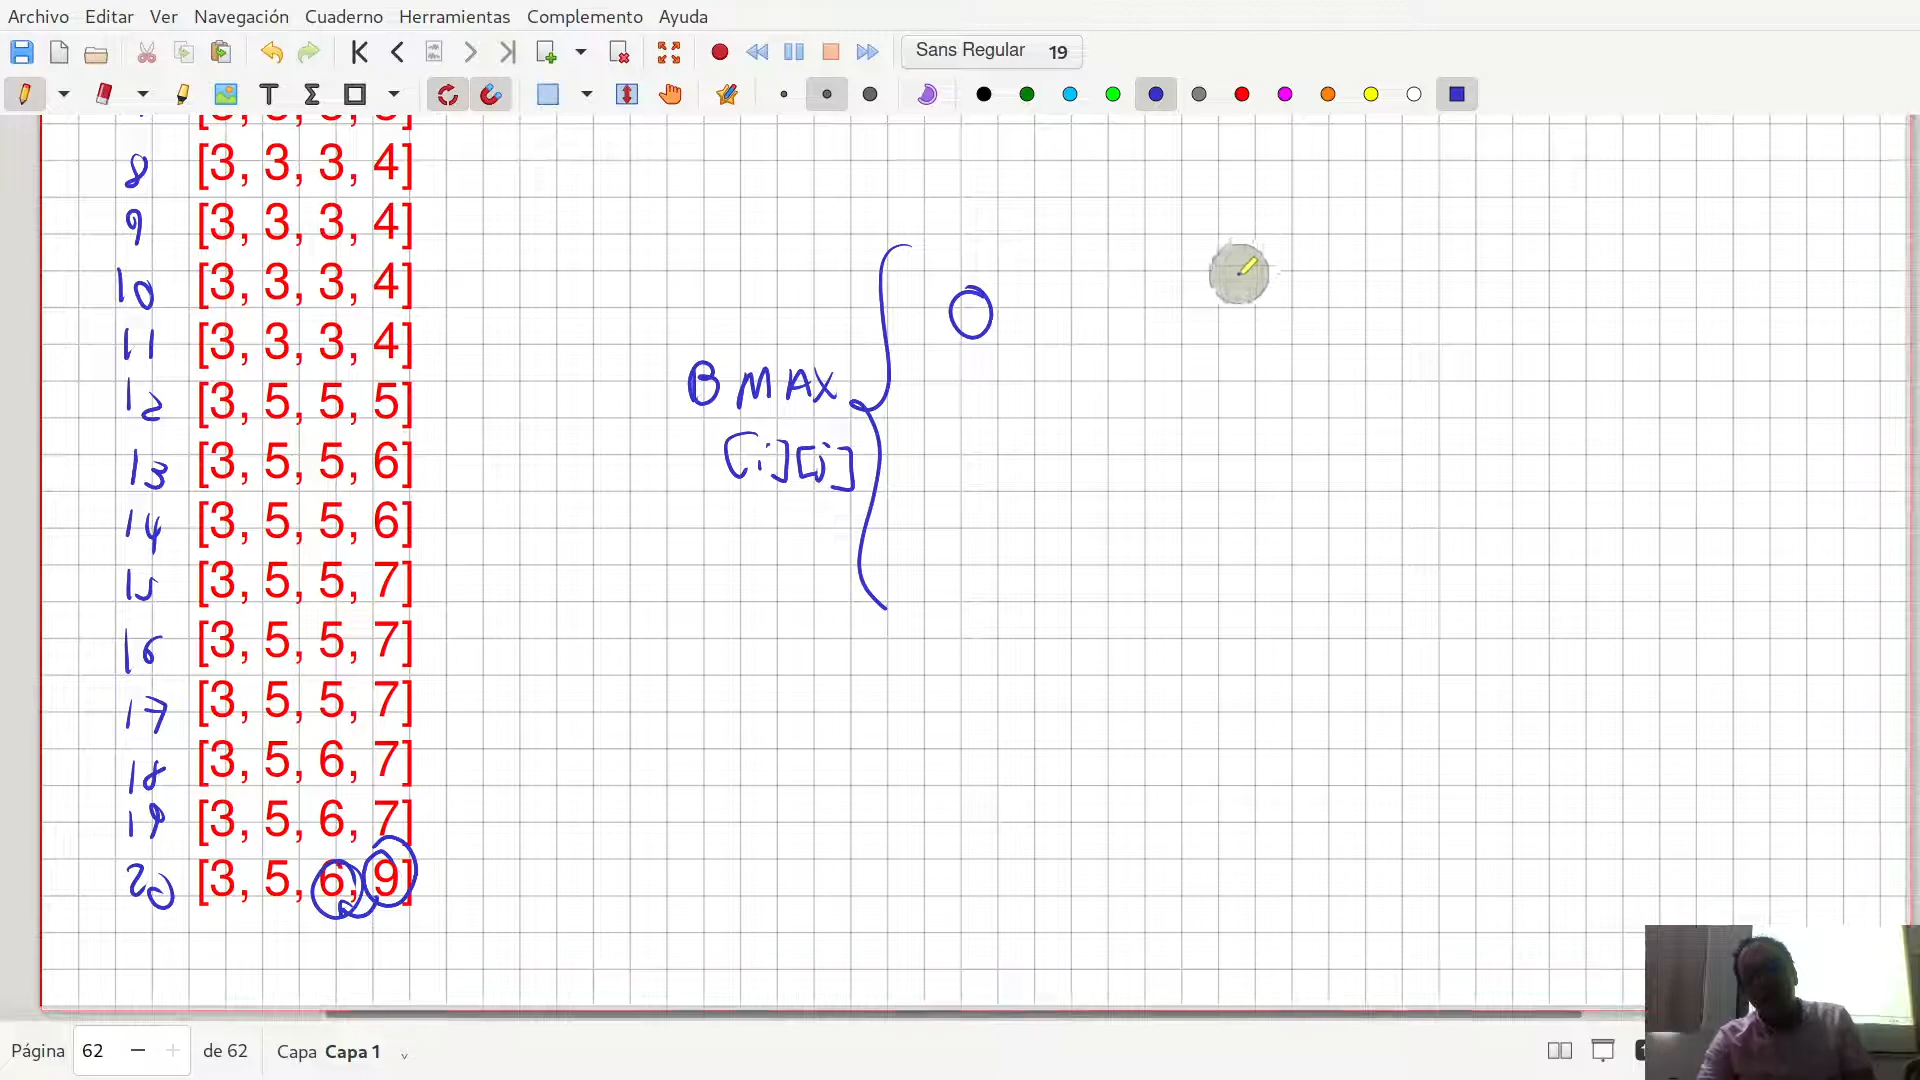 Archivo Editar Ver Navegación Cuaderno Herramientas Complemento Ayuda
Sans Regular 19
8 [3, 3, 3, 4]
9 [3, 3, 3, 4]
10 [3, 3, 3, 4]
11 [3, 3, 3, 4]
12 [3, 5, 5, 5]
13 [3, 5, 5, 6]
14 [3, 5, 5, 6]
15 [3, 5, 5, 7]
16 [3, 5, 5, 7]
17 [3, 5, 5, 7]
18 [3, 5, 6, 7]
19 [3, 5, 6, 7]
20 [3, 5, 6, 9]
0
B MAX
[i][j]
Página 62 de 62 Capa Capa 1